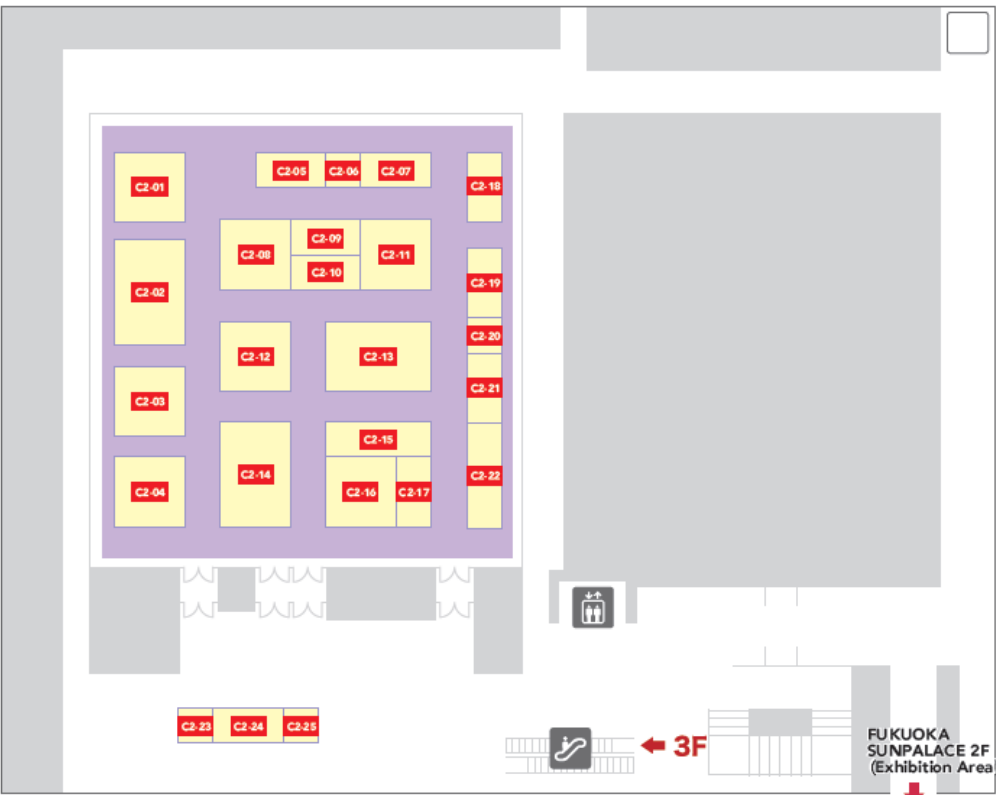 C2-01
C2-05
C2-06
C2-07
C2-18
C2-08
C2-09
C2-10
C2-11
C2-02
C2-19
C2-20
C2-12
C2-13
C2-21
C2-03
C2-15
C2-14
C2-22
C2-04
C2-16
C2-17
C2-23
C2-24
C2-25
3F
FUKUOKA
SUNPALACE 2F
(Exhibition Area